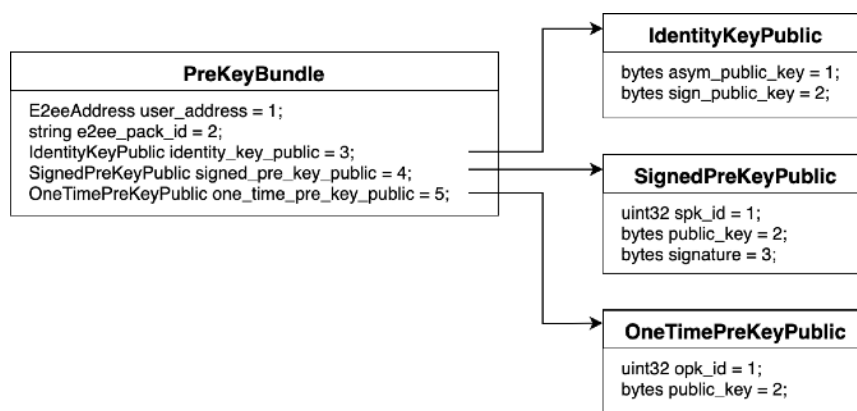 PreKeyBundle
E2eeAddress user_address = 1;
string e2ee_pack_id = 2;
IdentityKeyPublic identity_key_public = 3;
SignedPreKeyPublic signed_pre_key_public = 4;
OneTimePreKeyPublic one_time_pre_key_public = 5;
IdentityKeyPublic
bytes asym_public_key = 1;
bytes sign_public_key = 2;
SignedPreKeyPublic
uint32 spk_id = 1;
bytes public_key = 2;
bytes signature = 3;
OneTimePreKeyPublic
uint32 opk_id = 1;
bytes public_key = 2;